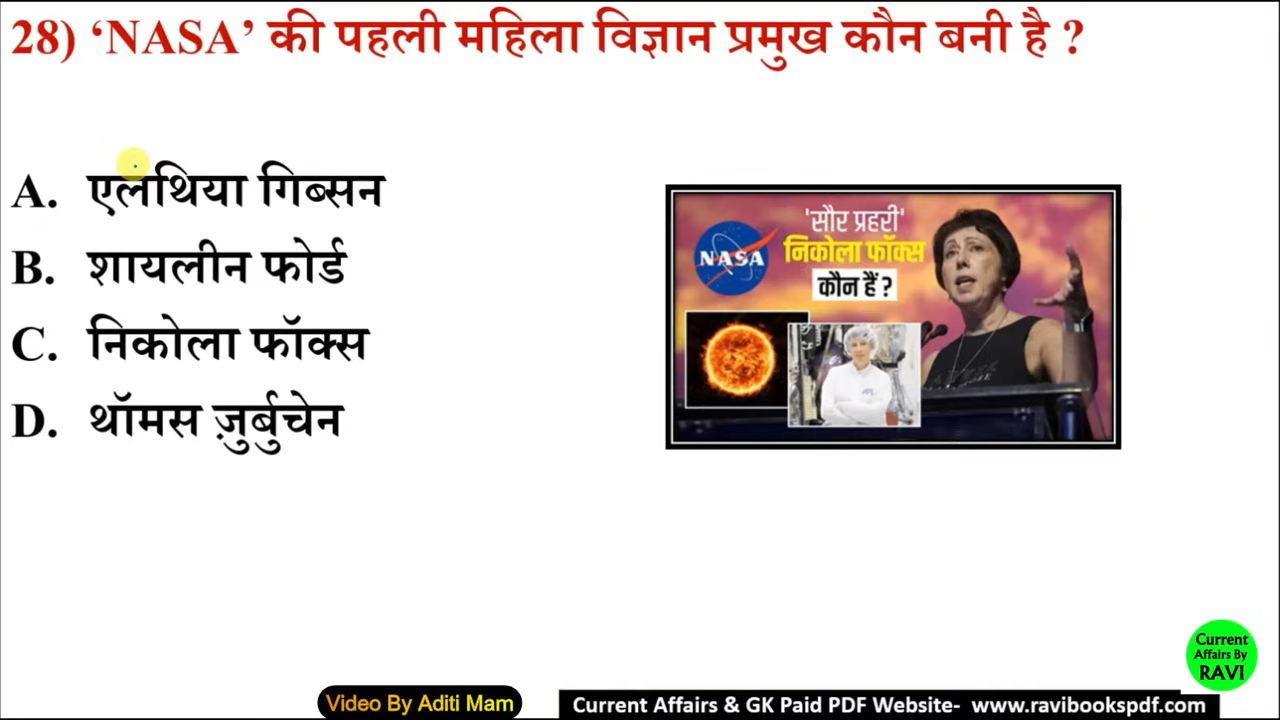 28) ‘NASA’ की पहली महिला विज्ञान प्रमुख कौन बनी है ?
A. एलेथिया गिब्सन
B. शायलीन फोर्ड
C. निकोला फॉक्स
D. थॉमस ज़ुर्बुचेन
'सौर प्रहरी'
निकोला फॉक्स
कौन हैं ?
NASA
Current
Affairs By
RAVI
Video By Aditi Mam
Current Affairs & GK Paid PDF Website- www.ravibookspdf.com